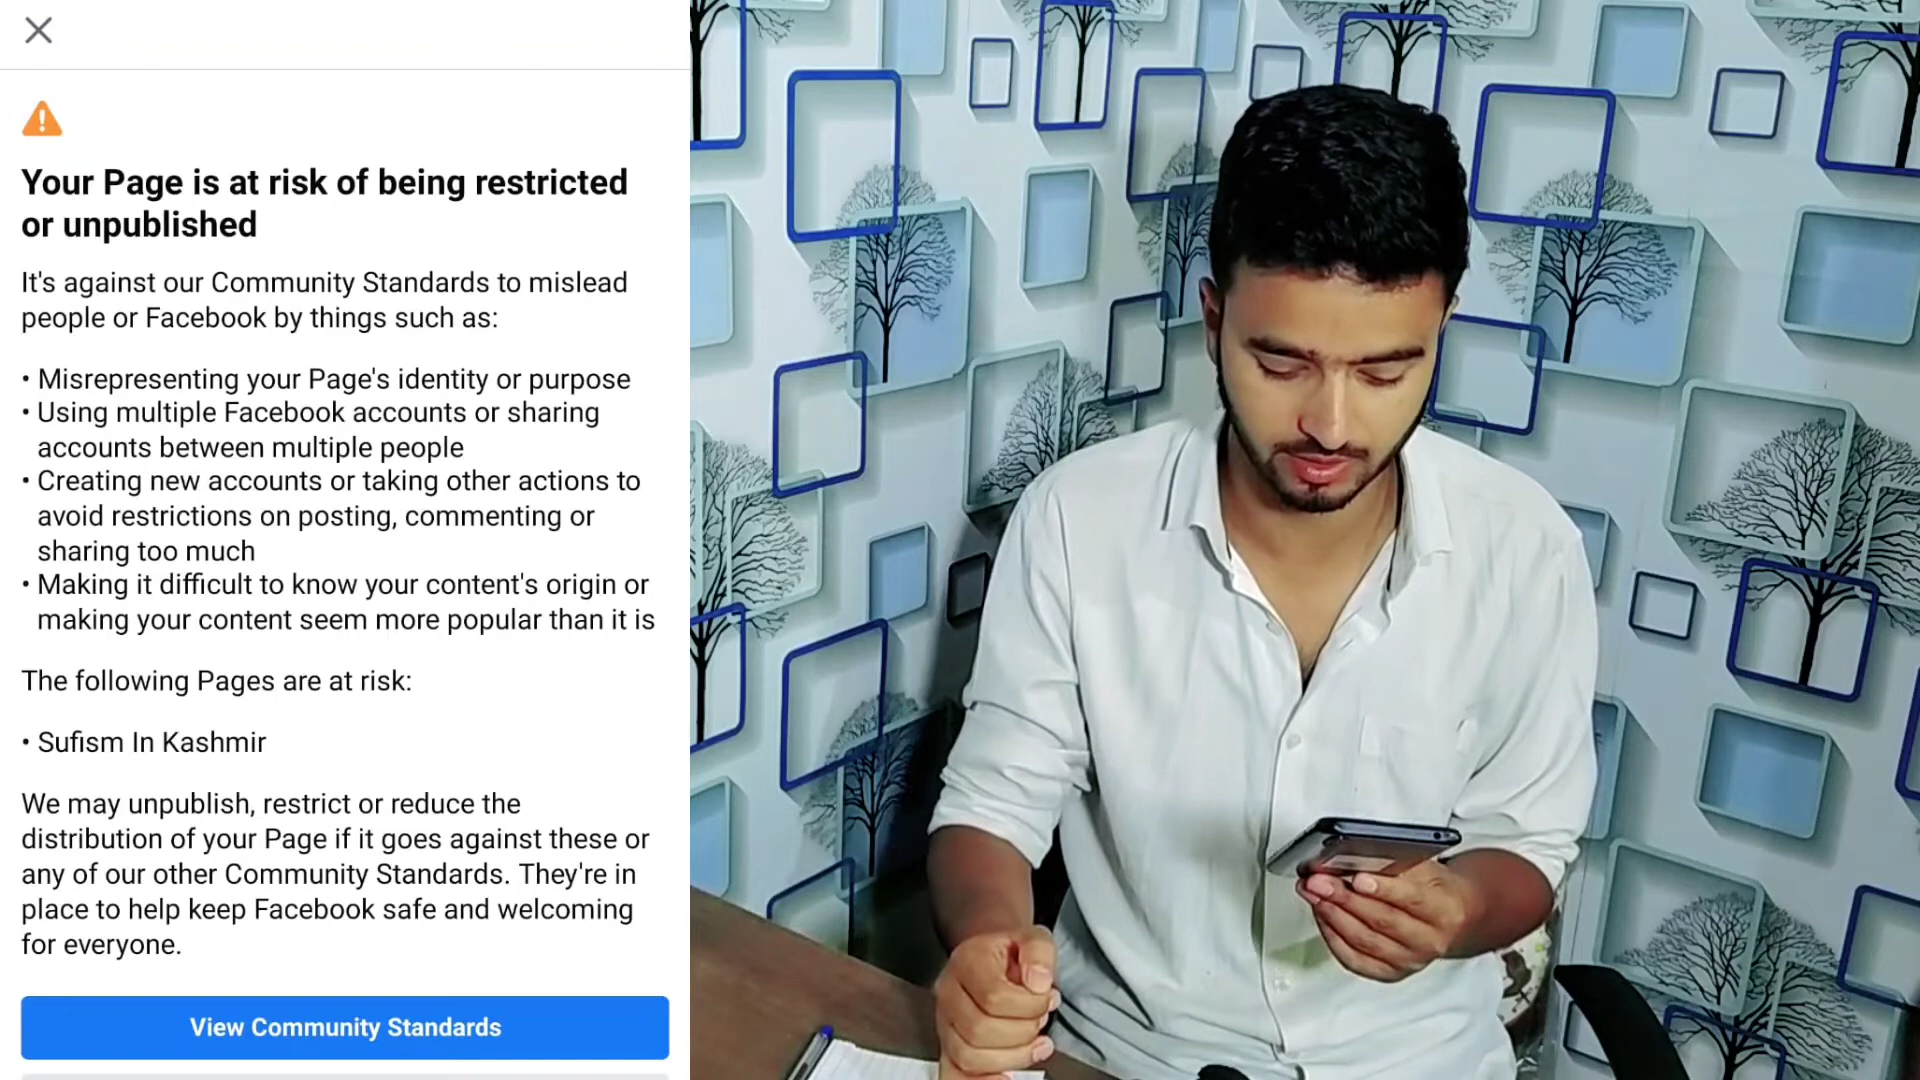 Your Page is at risk of being restricted
or unpublished
It's against our Community Standards to mislead
people or Facebook by things such as:
• Misrepresenting your Page's identity or purpose
• Using multiple Facebook accounts or sharing
accounts between multiple people
• Creating new accounts or taking other actions to
avoid restrictions on posting, commenting or
sharing too much
• Making it difficult to know your content's origin or
making your content seem more popular than it is
The following Pages are at risk:
• Sufism In Kashmir
We may unpublish, restrict or reduce the
distribution of your Page if it goes against these or
any of our other Community Standards. They're in
place to help keep Facebook safe and welcoming
for everyone.
View Community Standards